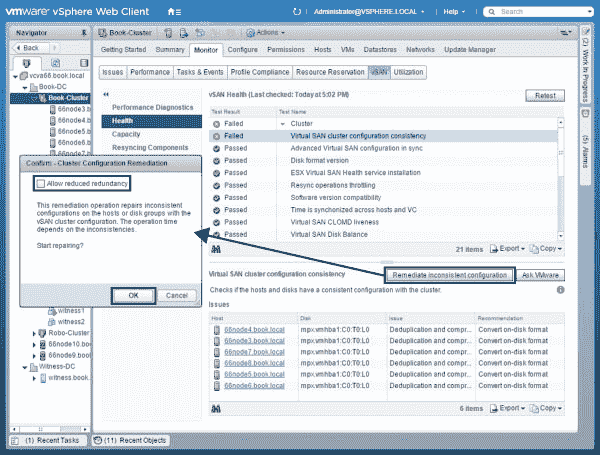 vmware® vSphere Web Client
Administrator@VSPHERE.LOCAL
Help
Search
Navigator
Back
vcva66.book.local
Book-DC
Book-Cluster
66node3.b
66node4.b
66node5.b
66node6.b
66node7.b
witness1
witness2
Robo-Cluster
66node10.book.local
66node9.book.local
Witness-DC
witness.book.
Book-Cluster
Actions
Getting Started Summary Monitor Configure Permissions Hosts VMs Datastores Networks Update Manager
Issues Performance Tasks & Events Profile Compliance Resource Reservation vSAN Utilization
Performance Diagnostics
Health
Capacity
Resyncing Components
vSAN Health (Last checked: Today at 5:02 PM)
Retest
Test Result Test Name
Failed Cluster
Failed Virtual SAN cluster configuration consistency
Passed Advanced Virtual SAN configuration in sync
Passed Disk format version
Passed ESX Virtual SAN Health service installation
Passed Resync operations throttling
Passed Software version compatibility
Passed Time is synchronized across hosts and VC
Passed Virtual SAN CLOMD liveness
Passed Virtual SAN Disk Balance
21 items Export Copy
Virtual SAN cluster configuration consistency
Remediate inconsistent configuration
Ask VMware
Checks if the hosts and disks have a consistent configuration with the cluster.
Issues
Host Disk Issue Recommendation
66node4.book.local mpx.vmhba1:C0:T0:L0 Deduplication and compr... Convert on-disk format
66node3.book.local mpx.vmhba1:C0:T0:L0 Deduplication and compr... Convert on-disk format
66node7.book.local mpx.vmhba1:C0:T0:L0 Deduplication and compr... Convert on-disk format
66node8.book.local mpx.vmhba1:C0:T0:L0 Deduplication and compr... Convert on-disk format
66node5.book.local mpx.vmhba1:C0:T0:L0 Deduplication and compr... Convert on-disk format
66node6.book.local mpx.vmhba1:C0:T0:L0 Deduplication and compr... Convert on-disk format
6 items Export Copy
Confirm - Cluster Configuration Remediation
Allow reduced redundancy
This remediation operation repairs inconsistent
configurations on the hosts or disk groups with the
vSAN cluster configuration. The operation time
depends on the inconsistencies.
Start repairing?
OK
Cancel
(2) Work In Progress
(5) Alarms
(1) Recent Tasks
(11) Recent Objects